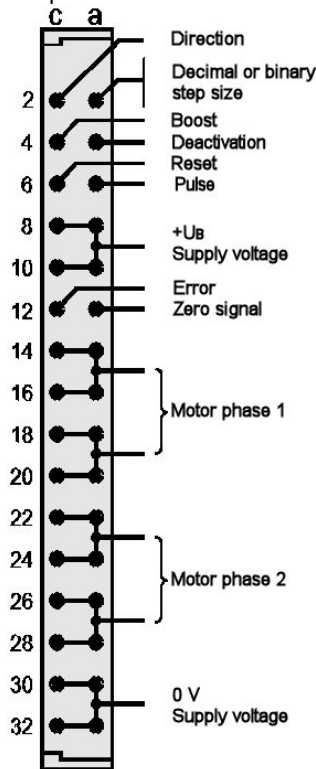 c a
Direction
2
Decimal or binary
step size
Boost
4
Deactivation
Reset
6
Pulse
8
+UB
Supply voltage
10
Error
12
Zero signal
14
16
Motor phase 1
18
20
22
24
Motor phase 2
26
28
30
0 V
Supply voltage
32